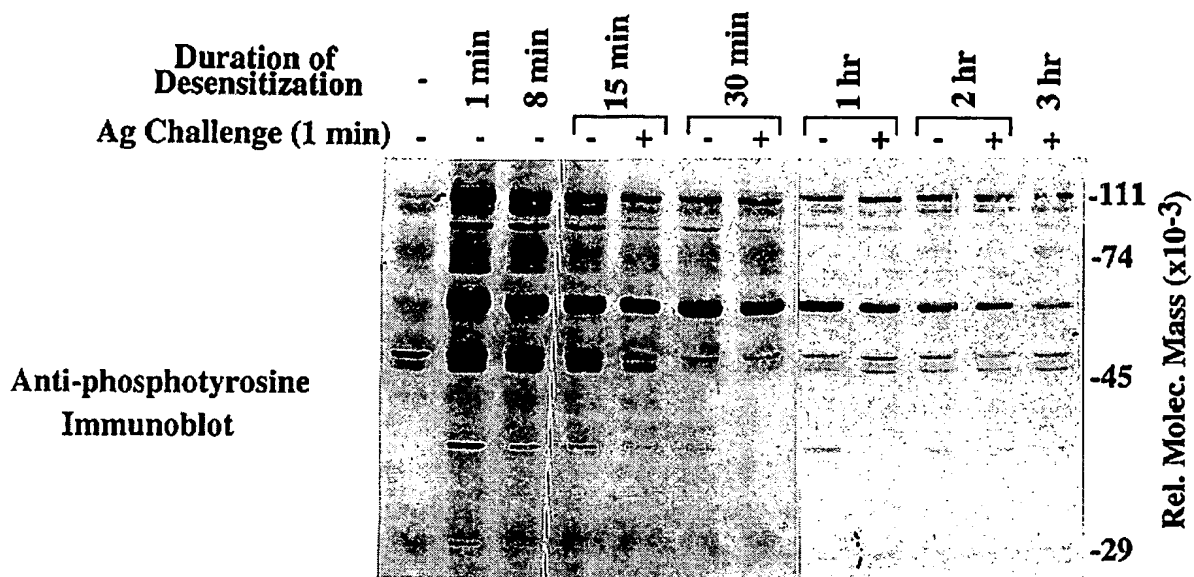 Duration of
Desensitization
- 1 min 8 min 15 min 30 min 1 hr 2 hr 3 hr
Ag Challenge (1 min) - - - - + - + - + - + +
-111
-74
-45
-29
Rel. Molec. Mass (x10-3)
Anti-phosphotyrosine
Immunoblot